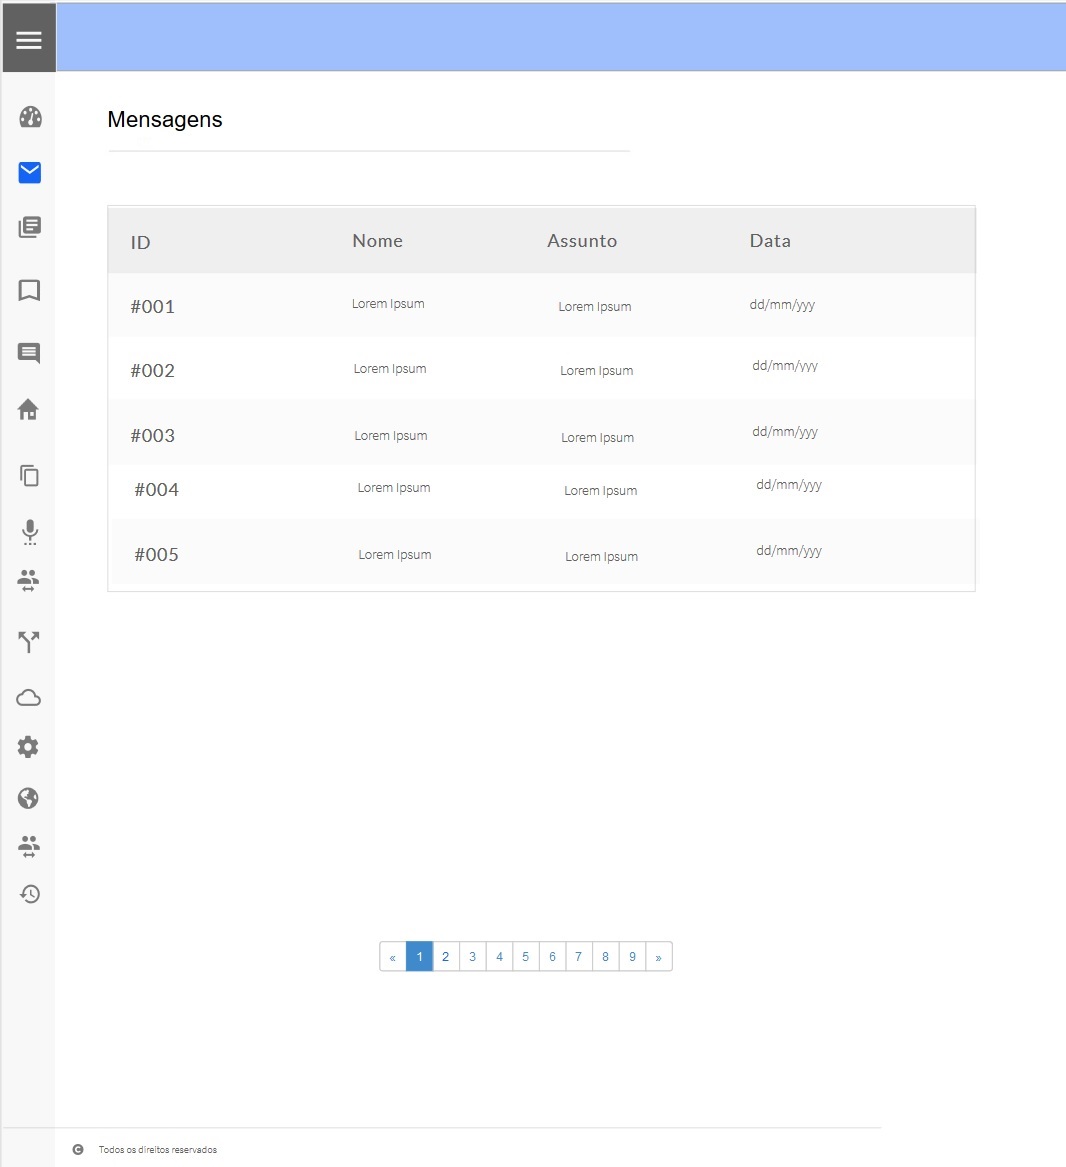 Mensagens
ID Nome Assunto Data
#001 Lorem Ipsum Lorem Ipsum dd/mm/yyy
#002 Lorem Ipsum Lorem Ipsum dd/mm/yyy
#003 Lorem Ipsum Lorem Ipsum dd/mm/yyy
#004 Lorem Ipsum Lorem Ipsum dd/mm/yyy
#005 Lorem Ipsum Lorem Ipsum dd/mm/yyy
« 1 2 3 4 5 6 7 8 9 »
© Todos os direitos reservados